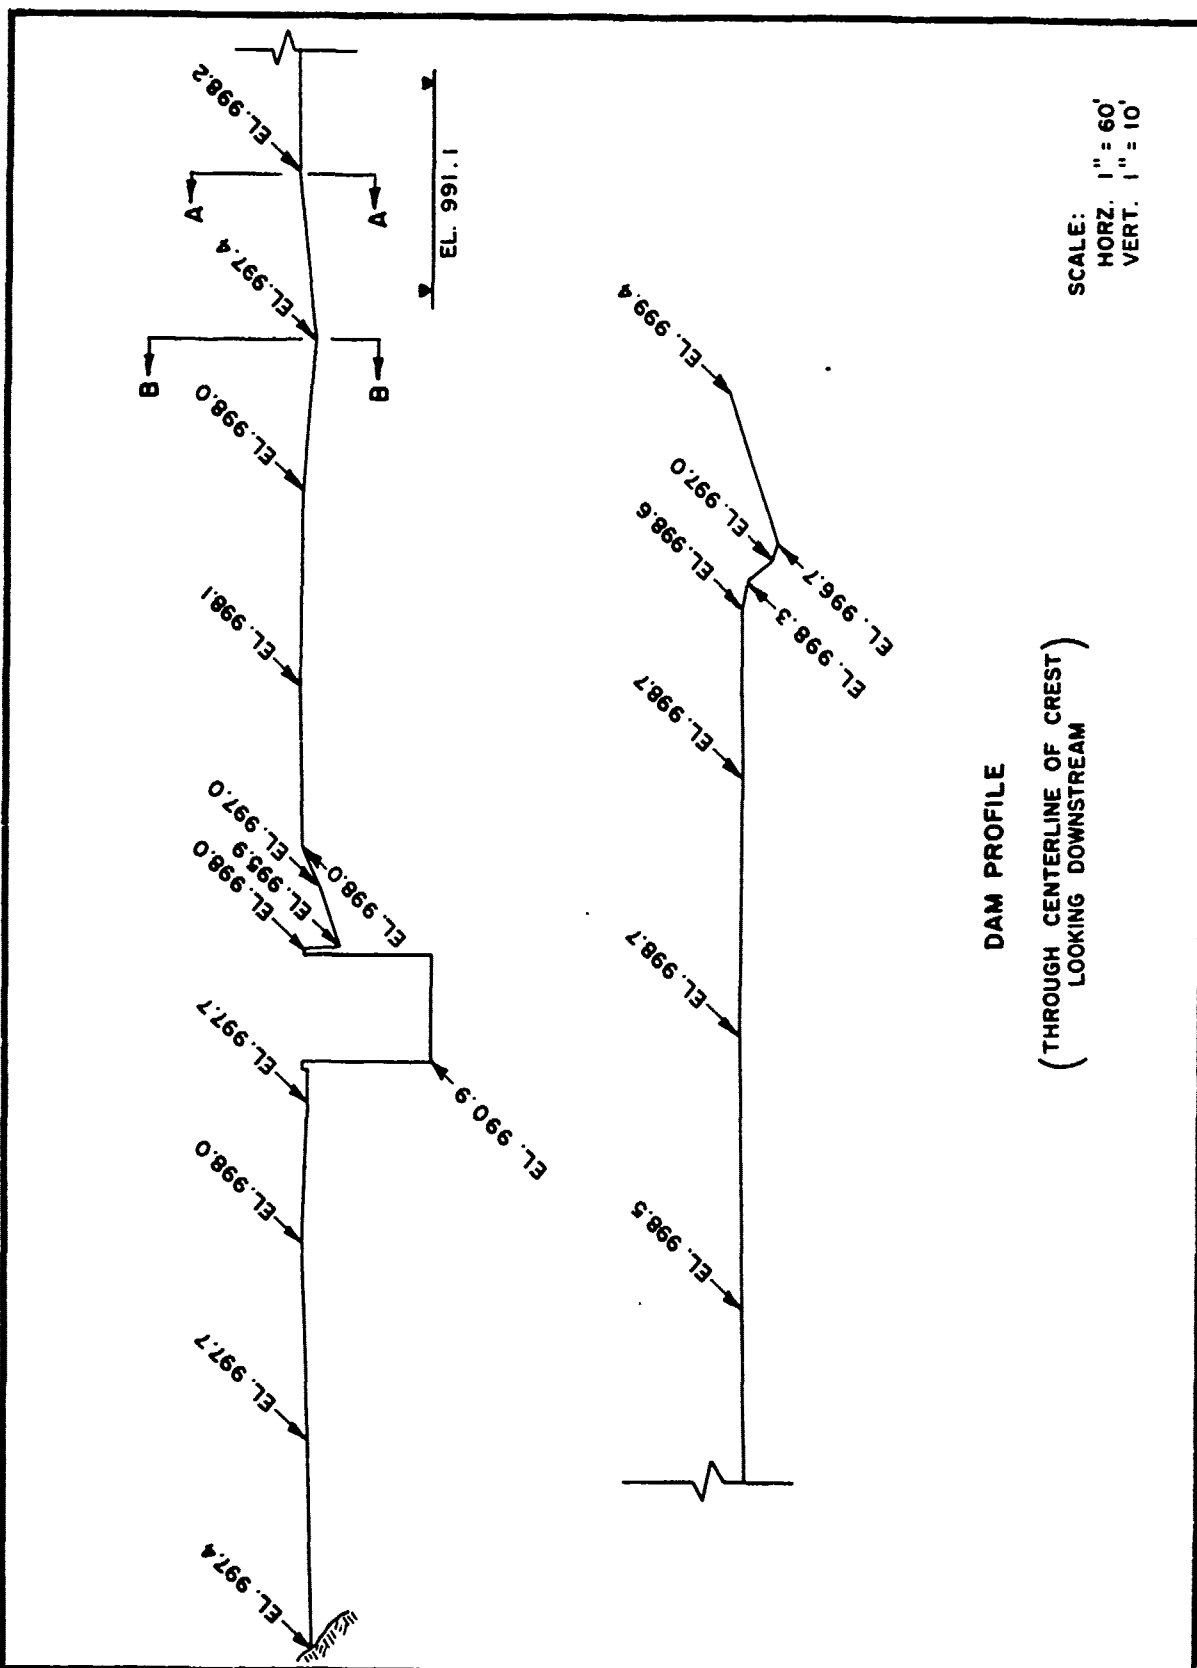 EL. 997.4
EL. 997.7
EL. 998.0
EL. 997.7
EL. 990.9
EL. 998.0
EL. 995.9
EL. 997.0
EL. 998.0
EL. 998.1
EL. 998.0
B
B
EL. 997.4
A
A
EL. 998.2
EL. 991.1
EL. 998.5
EL. 998.7
EL. 998.7
EL. 998.6
EL. 998.3
EL. 997.0
EL. 996.7
EL. 999.4
DAM PROFILE
(THROUGH CENTERLINE OF CREST
LOOKING DOWNSTREAM)
SCALE:
HORZ. 1" = 60'
VERT. 1" = 10'